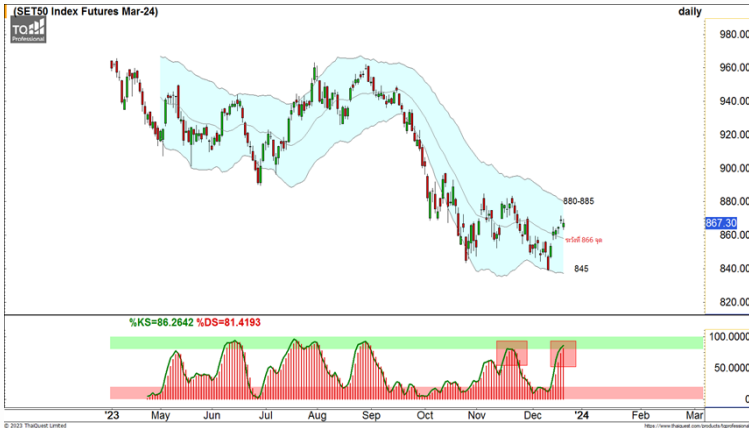 (SET50 Index Futures Mar-24)
daily
TQ
Professional
980.00
960.00
940.00
920.00
900.00
880.00
867.30
860.00
840.00
820.00
880-885
ระวังที่ 866 จุด
845
%KS=86.2642 %DS=81.4193
100.0000
50.0000
0
'23 May Jun Jul Aug Sep Oct Nov Dec '24 Feb Mar
© 2023 ThaiQuest Limited